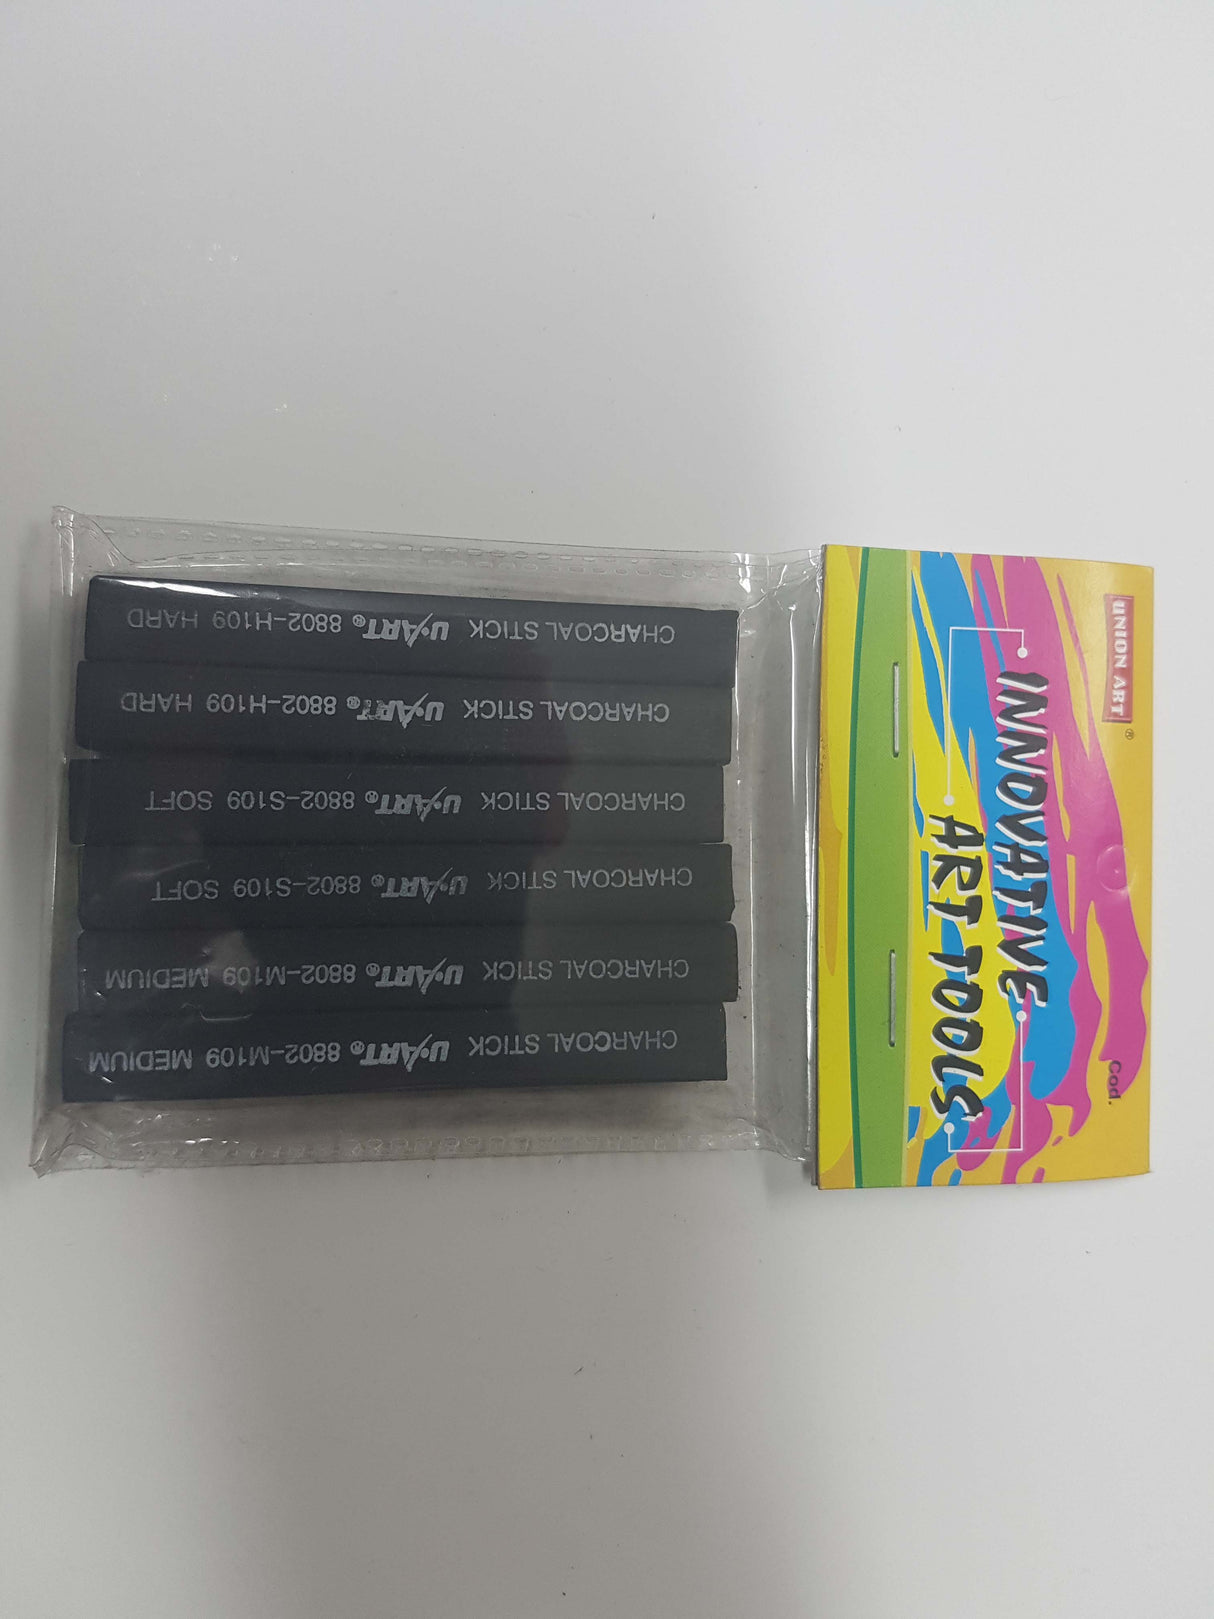 UNION ART®
Cod.
INNOVATIVE
ART TOOLS
CHARCOAL STICK U•ART® 8802-M109 MEDIUM
CHARCOAL STICK U•ART® 8802-M109 MEDIUM
CHARCOAL STICK U•ART® 8802-S109 SOFT
CHARCOAL STICK U•ART® 8802-S109 SOFT
CHARCOAL STICK U•ART® 8802-H109 HARD
CHARCOAL STICK U•ART® 8802-H109 HARD